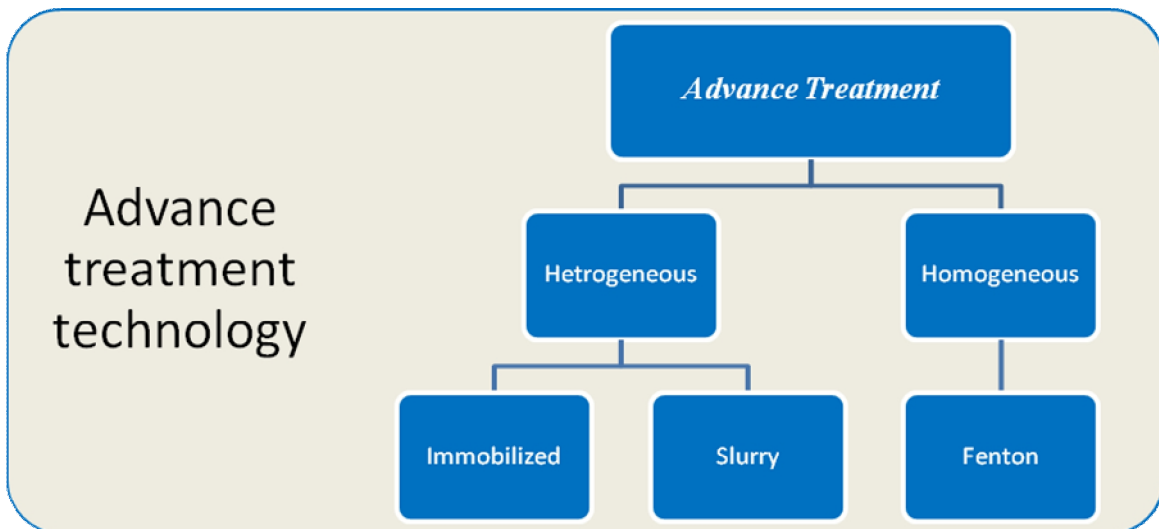 Advance
treatment
technology
Advance Treatment
Hetrogeneous
Homogeneous
Immobilized
Slurry
Fenton